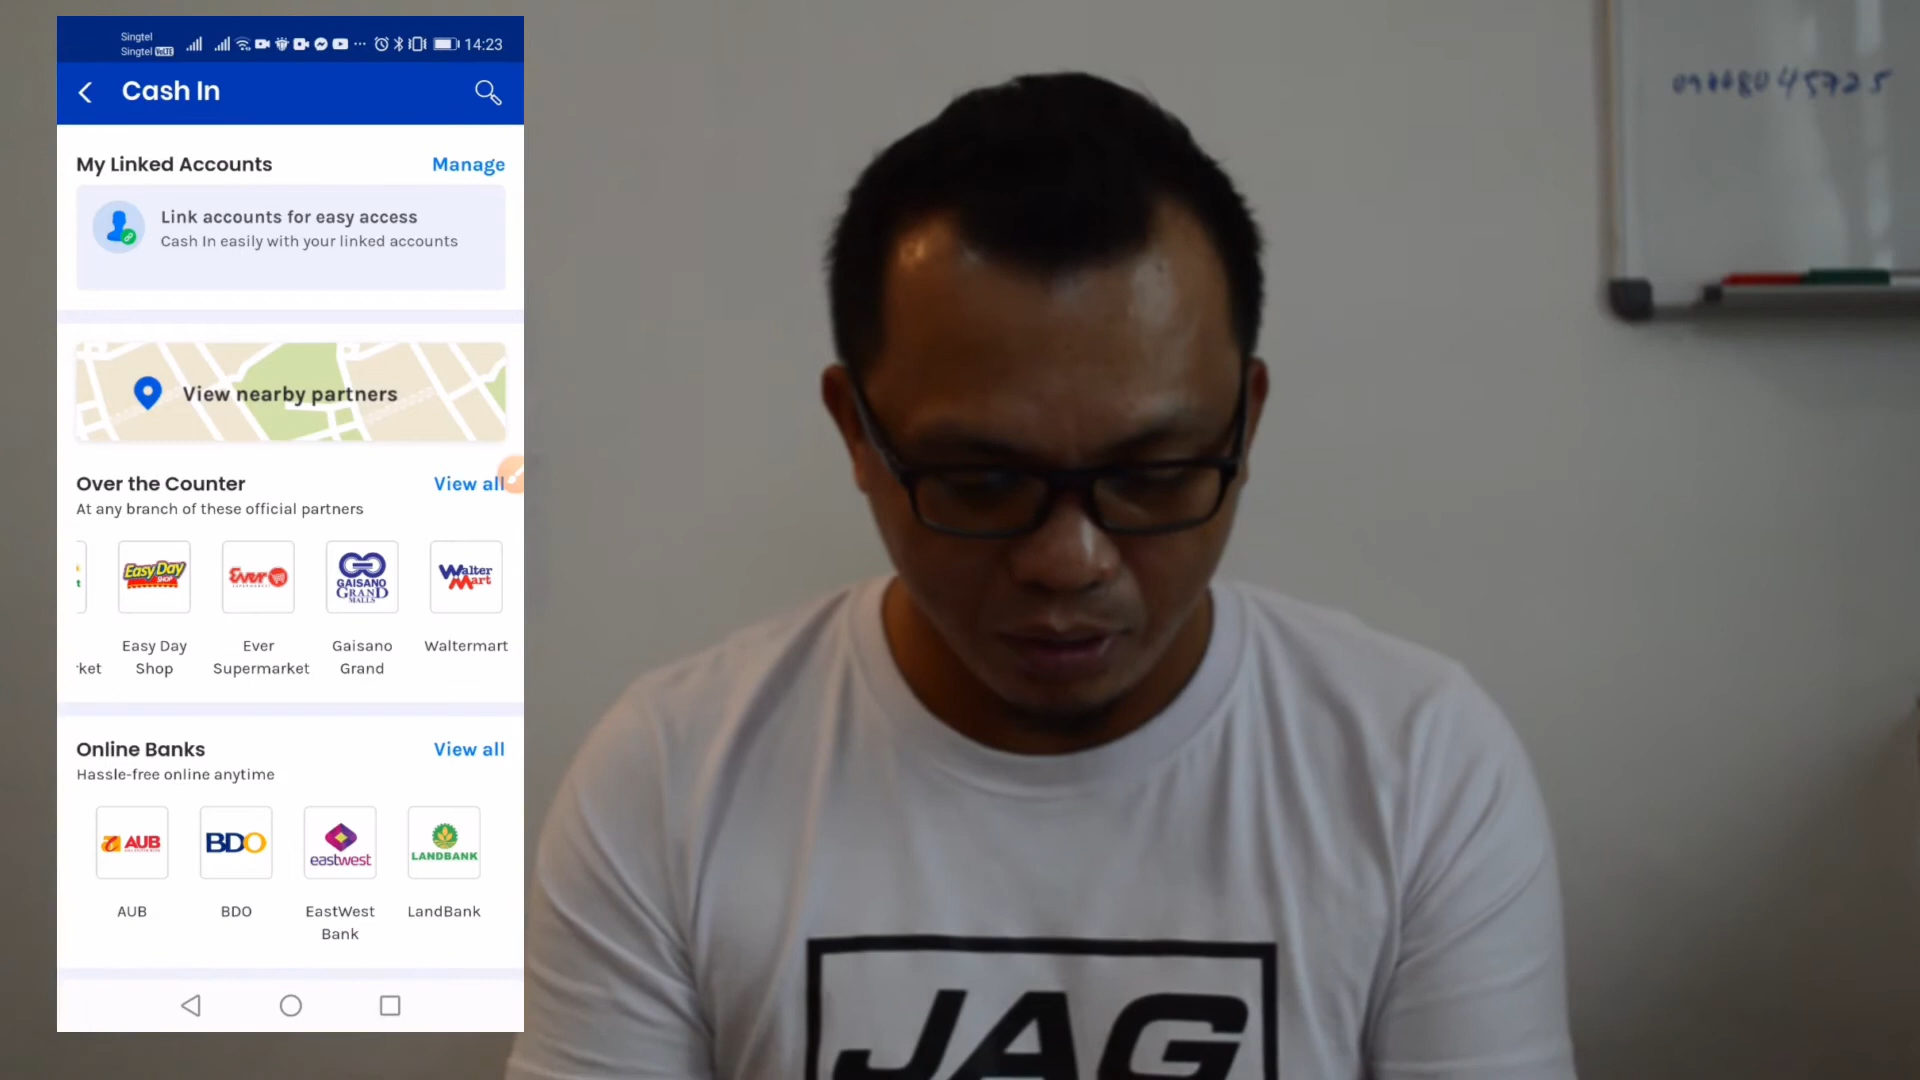 Singtel
Singtel VoLTE
14:23
Cash In
My Linked Accounts
Manage
Link accounts for easy access
Cash In easily with your linked accounts
View nearby partners
Over the Counter
View all
At any branch of these official partners
t
Easy Day
SHOP
Ever
GAISANO
GRAND
MALLS
Walter
Mart
ket
Easy Day
Shop
Ever
Supermarket
Gaisano
Grand
Waltermart
Online Banks
View all
Hassle-free online anytime
AUB
BDO
eastwest
LANDBANK
AUB
BDO
EastWest
Bank
LandBank
JAG